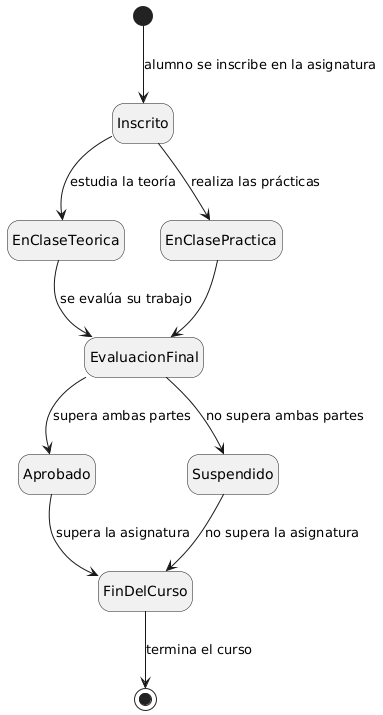 alumno se inscribe en la asignatura
Inscrito
estudia la teoría
realiza las prácticas
EnClaseTeorica
EnClasePractica
se evalúa su trabajo
EvaluacionFinal
supera ambas partes
no supera ambas partes
Aprobado
Suspendido
supera la asignatura
no supera la asignatura
FinDelCurso
termina el curso